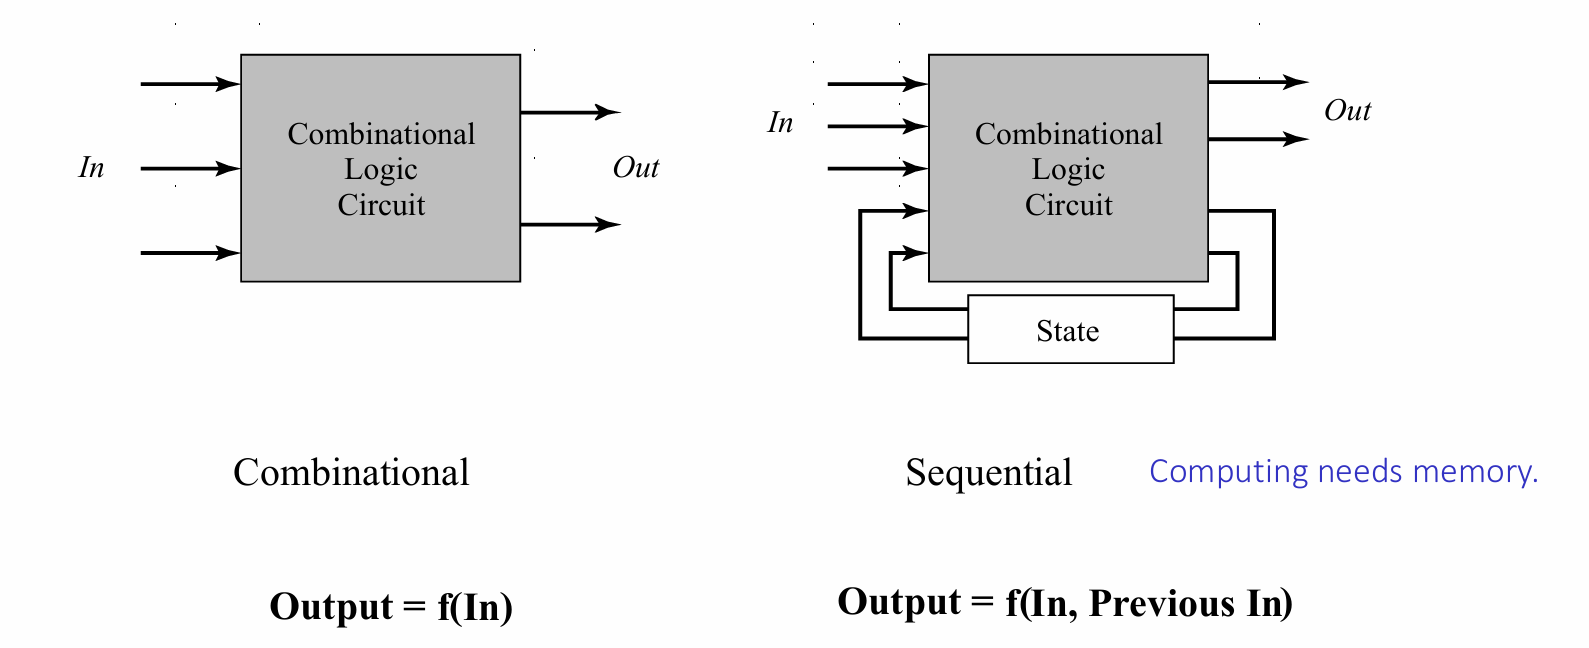 In
Combinational
Logic
Circuit
Out
In
Combinational
Logic
Circuit
Out
State
Combinational
Sequential
Computing needs memory.
Output = f(In)
Output = f(In, Previous In)